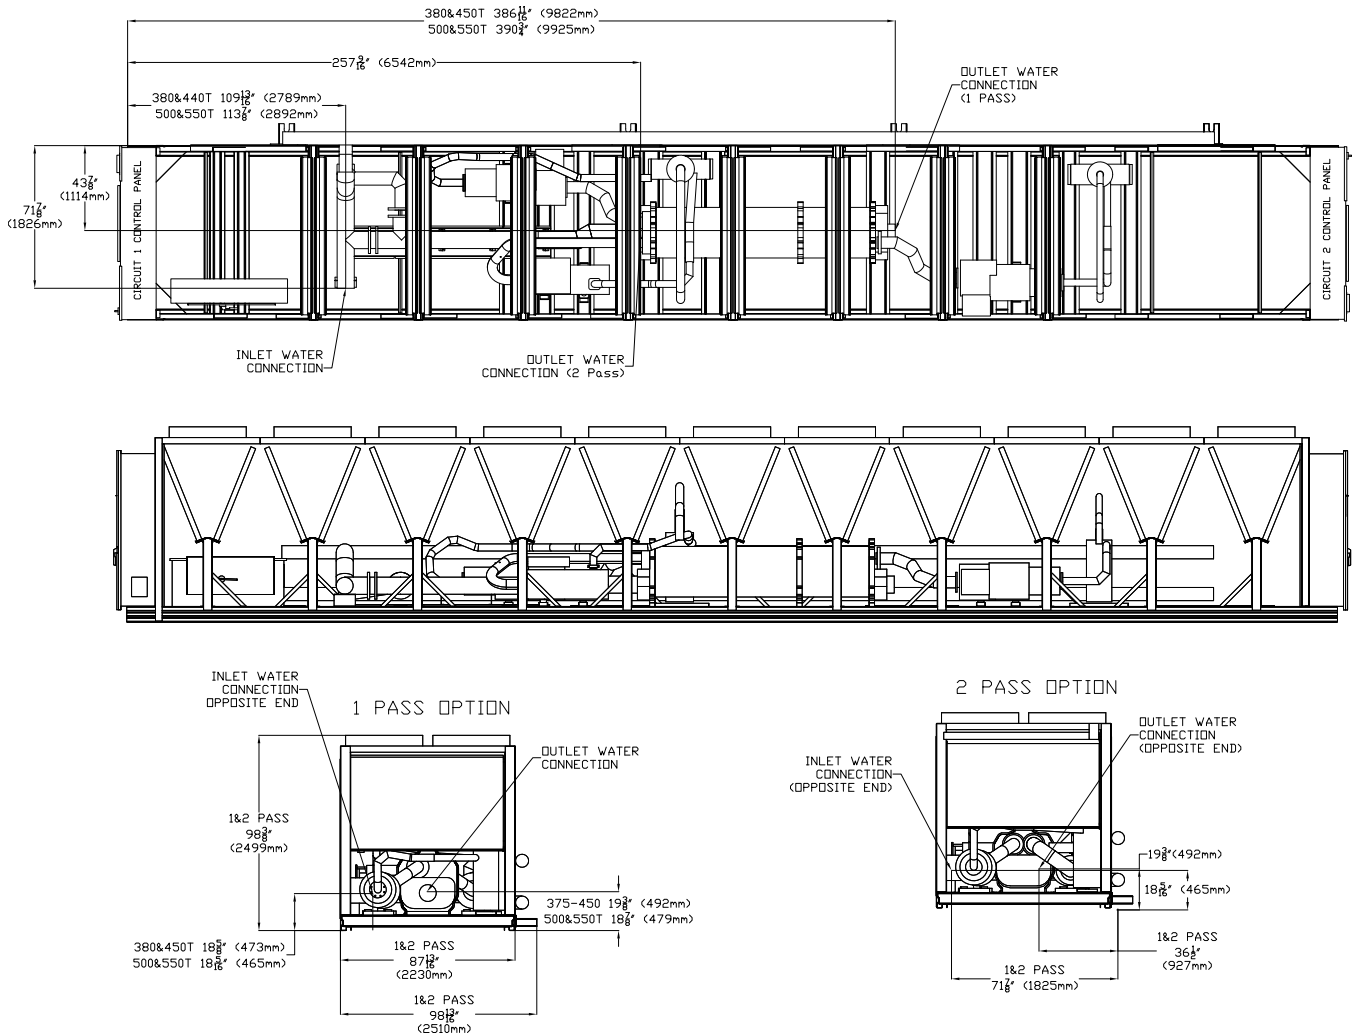 380&450T 386 11/16" (9822mm)
500&550T 390 3/4" (9925mm)
257 9/16" (6542mm)
380&440T 109 13/16" (2789mm)
500&550T 113 7/8" (2892mm)
OUTLET WATER
CONNECTION
(1 PASS)
43 7/8"
(1114mm)
71 7/8"
(1826mm)
CIRCUIT 1 CONTROL PANEL
CIRCUIT 2 CONTROL PANEL
INLET WATER
CONNECTION
OUTLET WATER
CONNECTION (2 Pass)
INLET WATER
CONNECTION
OPPOSITE END
1 PASS OPTION
OUTLET WATER
CONNECTION
1&2 PASS
98 3/8"
(2499mm)
375-450 19 3/8" (492mm)
500&550T 18 7/8" (479mm)
380&450T 18 5/8" (473mm)
500&550T 18 5/16" (465mm)
1&2 PASS
87 13/16"
(2230mm)
1&2 PASS
98 13/16"
(2510mm)
2 PASS OPTION
OUTLET WATER
CONNECTION
(OPPOSITE END)
INLET WATER
CONNECTION
(OPPOSITE END)
19 3/8" (492mm)
18 5/16" (465mm)
1&2 PASS
36 1/2"
(927mm)
1&2 PASS
71 7/8" (1825mm)